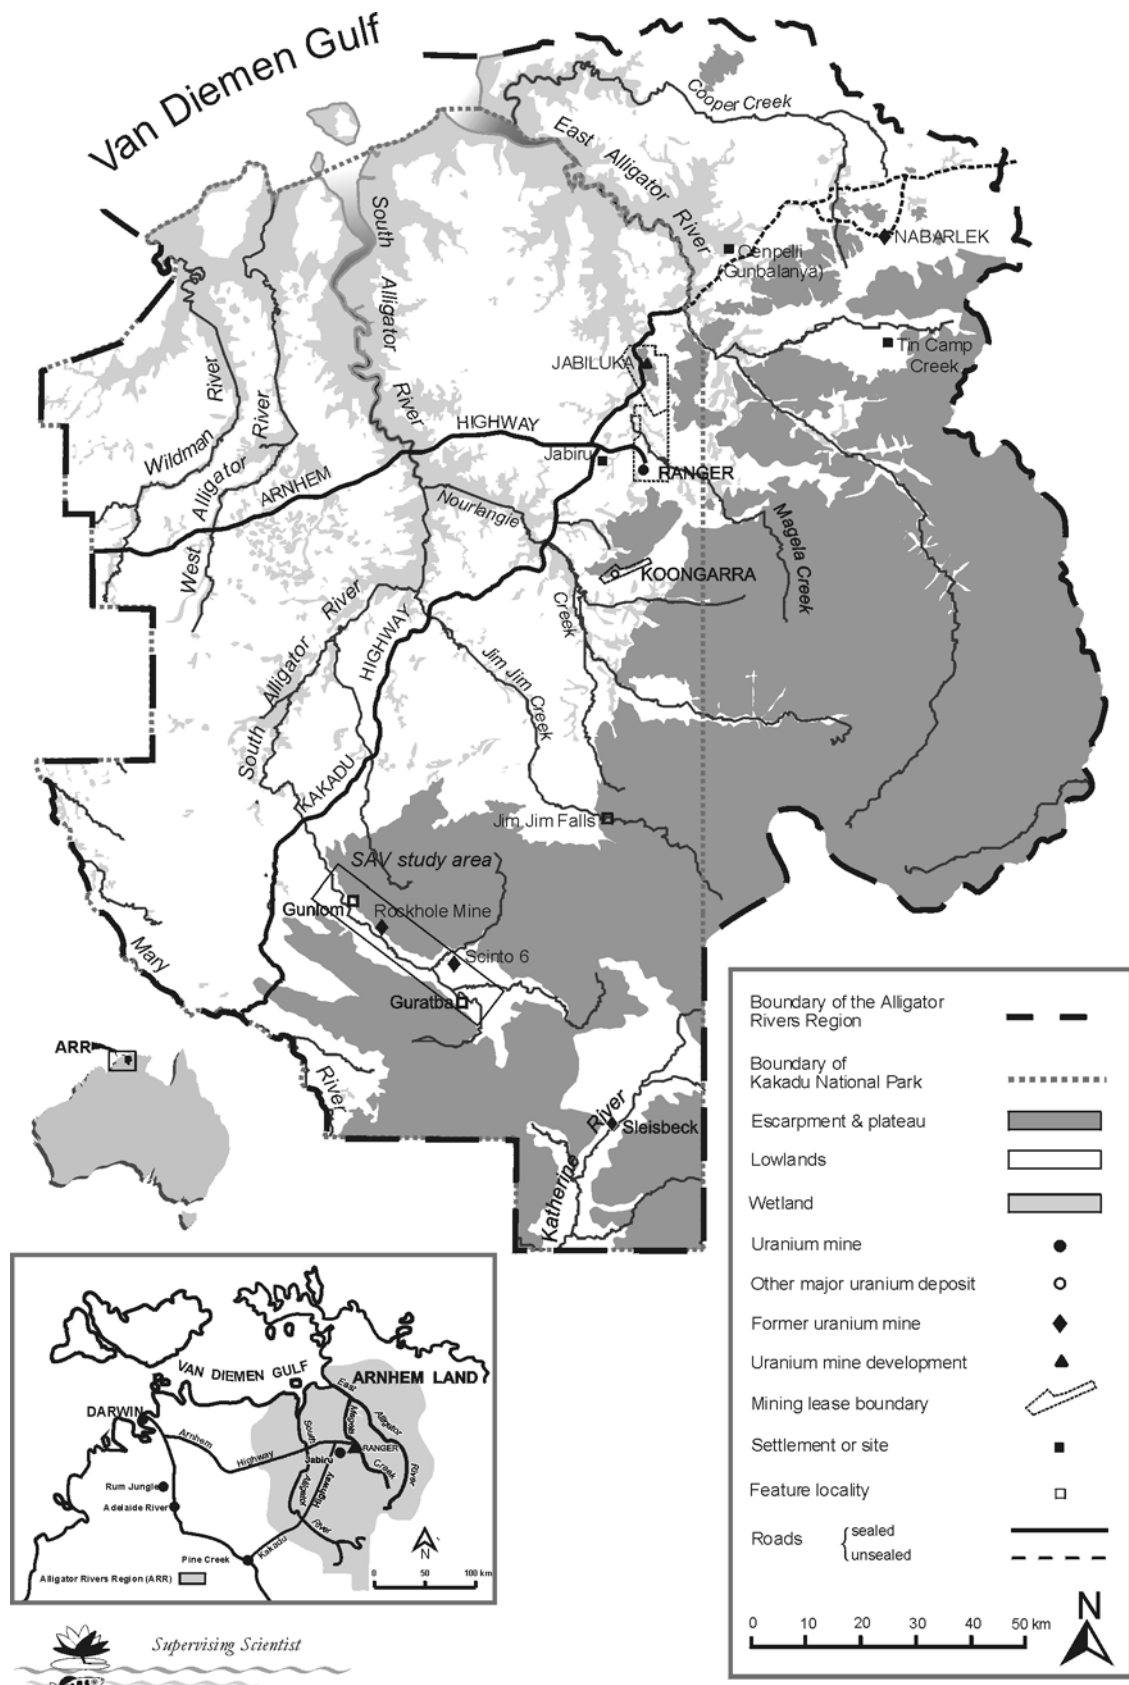 Van Diemen Gulf
Cooper Creek
East Alligator River
South Alligator River
NABARLEK
Oenpelli
(Gunbalanya)
JABILUKA
Tin Camp
Creek
Wildman River
West Alligator River
ARNHEM HIGHWAY
Jabiru
RANGER
Nourlangie Creek
Magela Creek
KOONGARRA
South Alligator River
KAKADU HIGHWAY
Jim Jim Creek
Jim Jim Falls
SAV study area
Gunlom
Rockhole Mine
Scinto 6
Guratba
Mary River
Katherine River
Sleisbeck
ARR
Boundary of the Alligator
Rivers Region
Boundary of
Kakadu National Park
Escarpment & plateau
Lowlands
Wetland
Uranium mine
Other major uranium deposit
Former uranium mine
Uranium mine development
Mining lease boundary
Settlement or site
Feature locality
Roads
sealed
unsealed
N
0 10 20 30 40 50 km
VAN DIEMEN GULF
ARNHEM LAND
DARWIN
Arnhem Highway
East Alligator River
South Alligator River
Magela Creek
RANGER
Jabiru
Rum Jungle
Adelaide River
Kakadu Highway
Pine Creek
Alligator Rivers Region (ARR)
N
0 50 100 km
Supervising Scientist